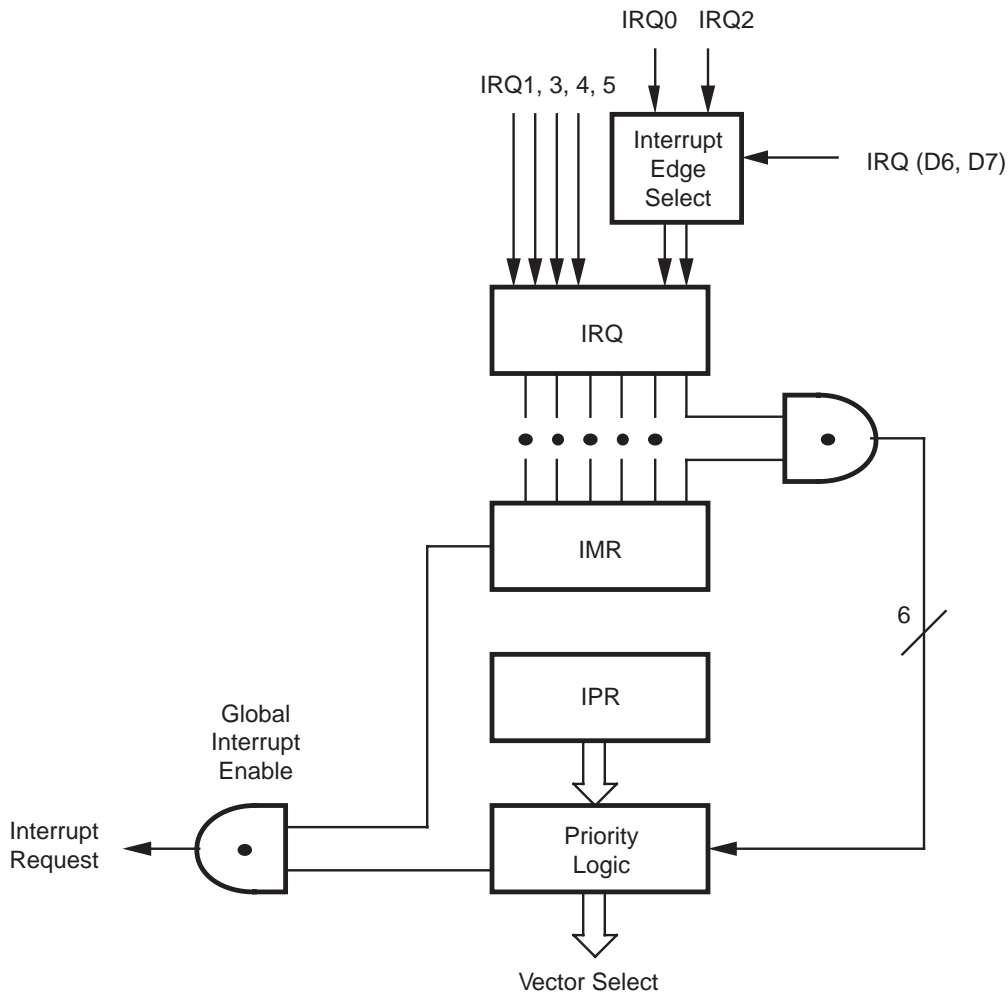 IRQ0 IRQ2
IRQ1, 3, 4, 5
Interrupt
Edge
Select
IRQ (D6, D7)
IRQ
IMR
6
IPR
Global
Interrupt
Enable
Interrupt
Request
Priority
Logic
Vector Select